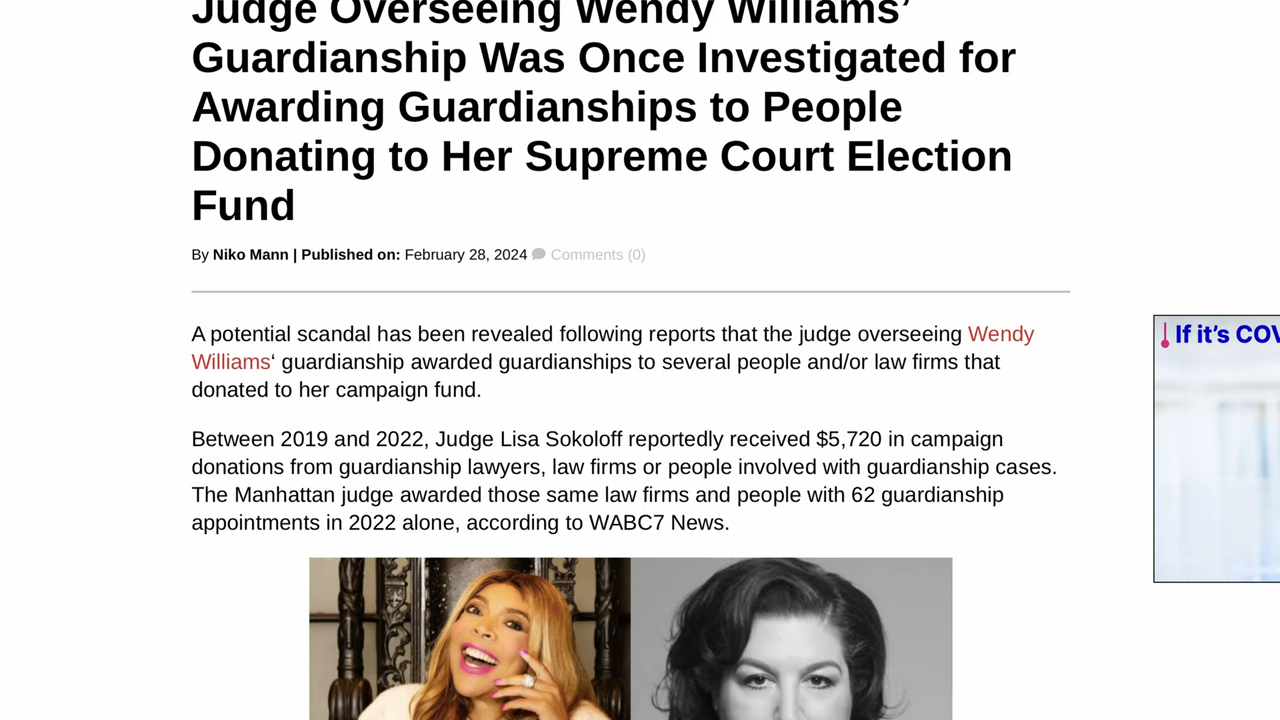 Judge Overseeing Wendy Williams’
Guardianship Was Once Investigated for
Awarding Guardianships to People
Donating to Her Supreme Court Election
Fund
By Niko Mann | Published on: February 28, 2024 Comments (0)
A potential scandal has been revealed following reports that the judge overseeing Wendy
Williams‘ guardianship awarded guardianships to several people and/or law firms that
donated to her campaign fund.
If it’s COV
Between 2019 and 2022, Judge Lisa Sokoloff reportedly received $5,720 in campaign
donations from guardianship lawyers, law firms or people involved with guardianship cases.
The Manhattan judge awarded those same law firms and people with 62 guardianship
appointments in 2022 alone, according to WABC7 News.